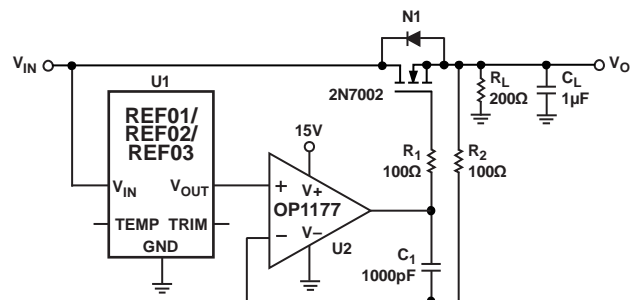 N1
V_IN
V_O
U1
2N7002
R_L
200Ω
C_L
1µF
REF01/
REF02/
REF03
15V
R_1
100Ω
R_2
100Ω
V_IN
V_OUT
+
V+
OP1177
−
V−
U2
TEMP
TRIM
GND
C_1
1000pF